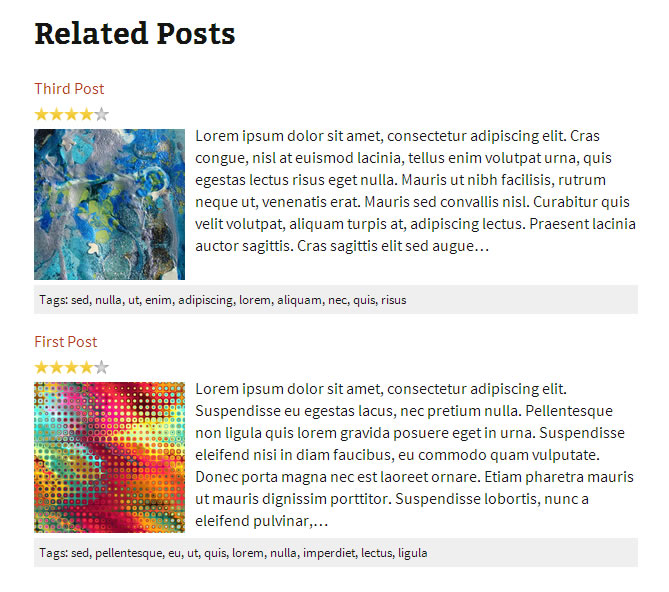 Related Posts
Third Post
Lorem ipsum dolor sit amet, consectetur adipiscing elit. Cras
congue, nisl at euismod lacinia, tellus enim volutpat urna, quis
egestas lectus risus eget nulla. Mauris ut nibh facilisis, rutrum
neque ut, venenatis erat. Mauris sed convallis nisl. Curabitur quis
velit volutpat, aliquam turpis at, adipiscing lectus. Praesent lacinia
auctor sagittis. Cras sagittis elit sed augue…
Tags: sed, nulla, ut, enim, adipiscing, lorem, aliquam, nec, quis, risus
First Post
Lorem ipsum dolor sit amet, consectetur adipiscing elit.
Suspendisse eu egestas lacus, nec pretium nulla. Pellentesque
non ligula quis lorem gravida posuere eget in urna. Suspendisse
eleifend nisi in diam faucibus, eu commodo quam vulputate.
Donec porta magna nec est laoreet ornare. Etiam pharetra mauris
ut mauris dignissim porttitor. Suspendisse lobortis, nunc a
eleifend pulvinar,…
Tags: sed, pellentesque, eu, ut, quis, lorem, nulla, imperdiet, lectus, ligula